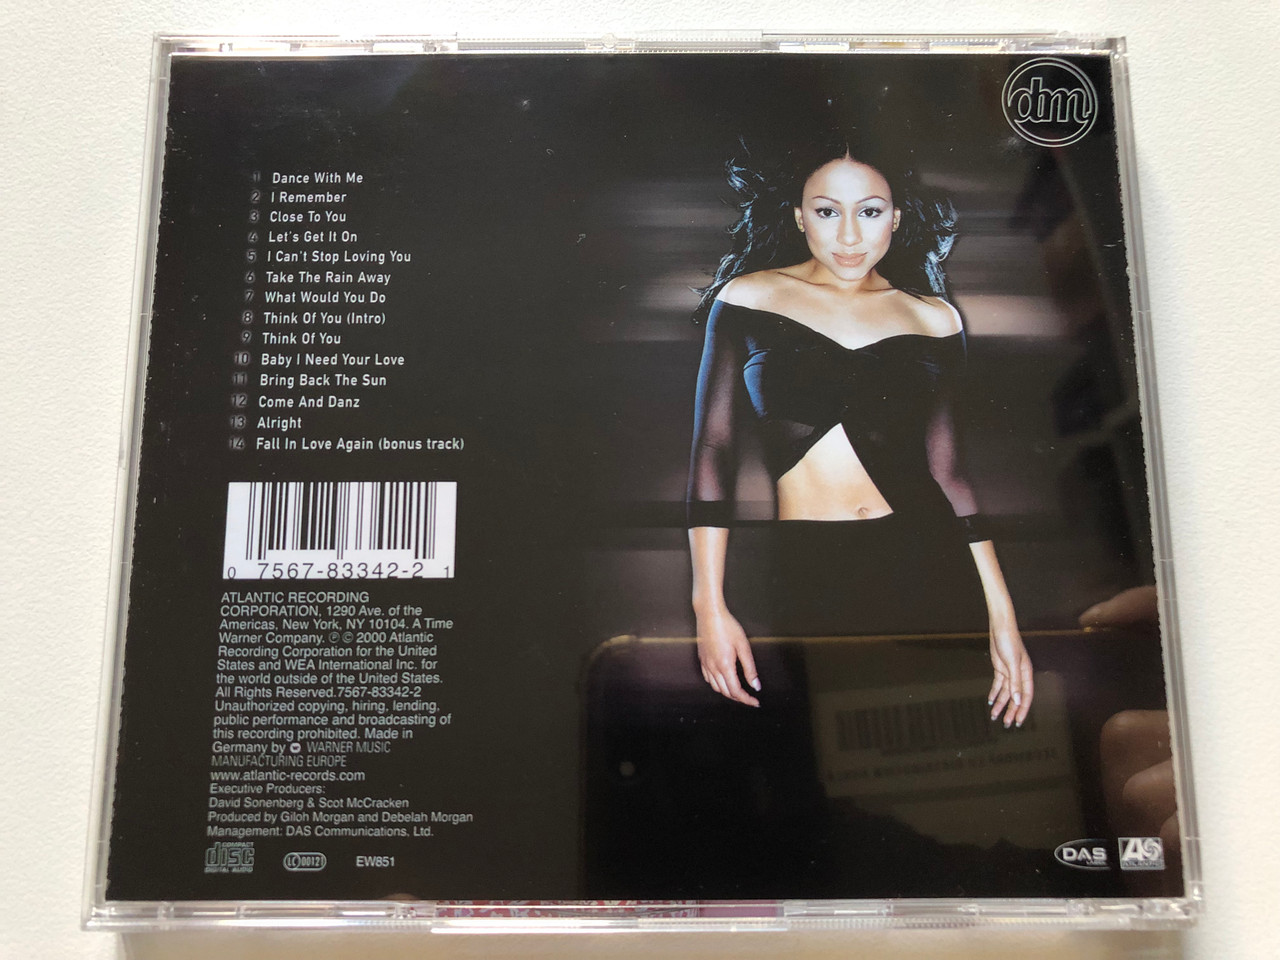 dm
1 Dance With Me
2 I Remember
3 Close To You
4 Let's Get It On
5 I Can't Stop Loving You
6 Take The Rain Away
7 What Would You Do
8 Think Of You (Intro)
9 Think Of You
10 Baby I Need Your Love
11 Bring Back The Sun
12 Come And Danz
13 Alright
14 Fall In Love Again (bonus track)
0 7567-83342-2 1
ATLANTIC RECORDING
CORPORATION, 1290 Ave. of the
Americas, New York, NY 10104. A Time
Warner Company. ℗ © 2000 Atlantic
Recording Corporation for the United
States and WEA International Inc. for
the world outside of the United States.
All Rights Reserved.7567-83342-2
Unauthorized copying, hiring, lending,
public performance and broadcasting of
this recording prohibited. Made in
Germany by WARNER MUSIC
MANUFACTURING EUROPE
www.atlantic-records.com
Executive Producers:
David Sonenberg & Scot McCracken
Produced by Giloh Morgan and Debelah Morgan
Management: DAS Communications, Ltd.
COMPACT
disc
DIGITAL AUDIO
LC 00121
EW851
DAS
LABEL